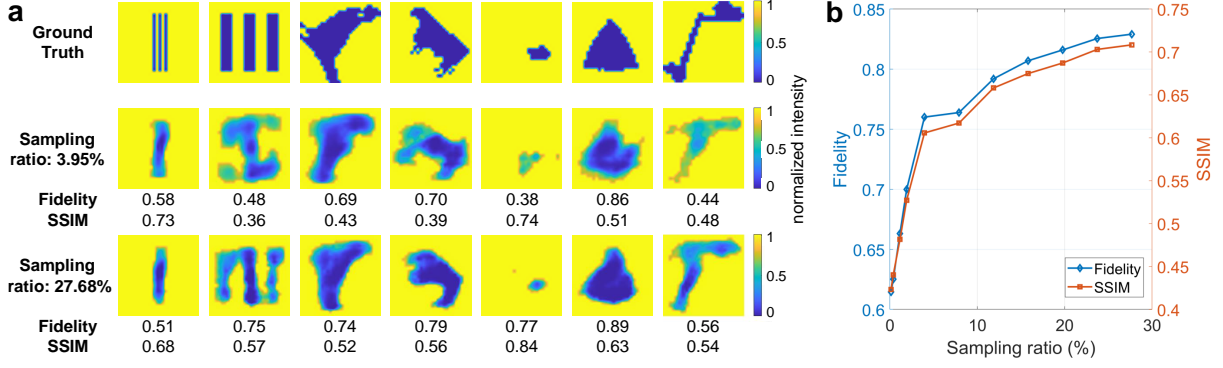 a
Ground
Truth
1
0.5
0
Sampling
ratio: 3.95%
1
0.5
0
Fidelity 0.58 0.48 0.69 0.70 0.38 0.86 0.44
SSIM 0.73 0.36 0.43 0.39 0.74 0.51 0.48
Sampling
ratio: 27.68%
1
0.5
0
Fidelity 0.51 0.75 0.74 0.79 0.77 0.89 0.56
SSIM 0.68 0.57 0.52 0.56 0.84 0.63 0.54
normalized intensity
b
0.85
0.8
0.75
0.7
0.65
0.6
Fidelity
0.75
0.7
0.65
0.6
0.55
0.5
0.45
0.4
SSIM
Fidelity
SSIM
0 10 20 30
Sampling ratio (%)